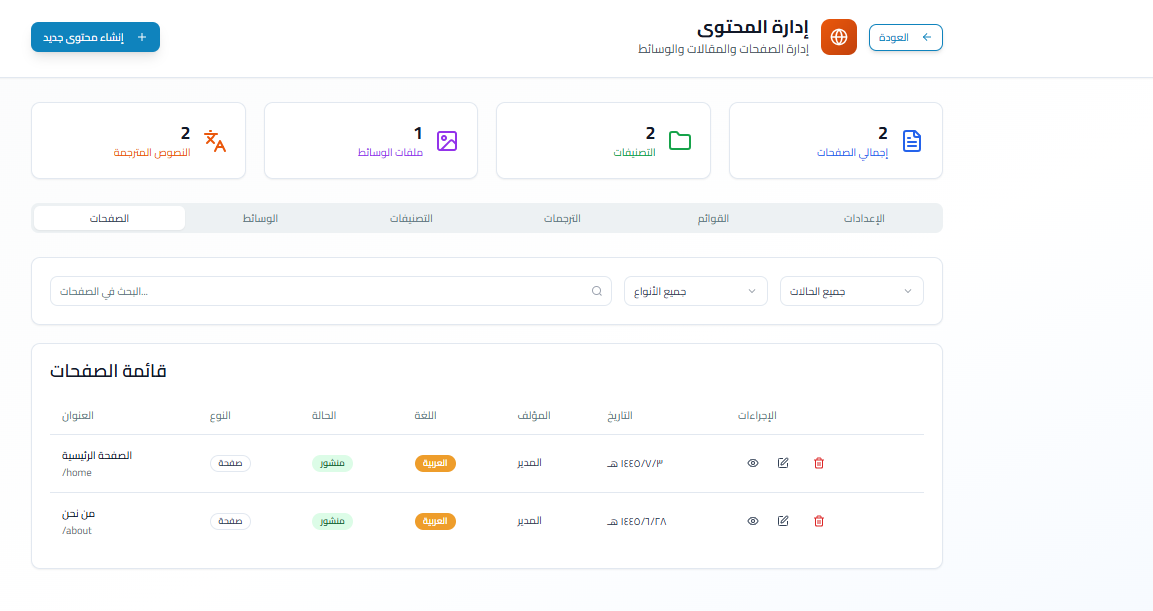 العودة
إدارة المحتوى
إدارة الصفحات والمقالات والوسائط
إنشاء محتوى جديد
2
إجمالي الصفحات
2
التصنيفات
1
ملفات الوسائط
2
النصوص المترجمة
الصفحات
الوسائط
التصنيفات
الترجمات
القوائم
الإعدادات
البحث في الصفحات...
جميع الأنواع
جميع الحالات
قائمة الصفحات
العنوان
النوع
الحالة
اللغة
المؤلف
التاريخ
الإجراءات
الصفحة الرئيسية
/home
صفحة
منشور
العربية
المدير
١٤٤٥/٧/٣ هـ
من نحن
/about
صفحة
منشور
العربية
المدير
١٤٤٥/٦/٢٨ هـ